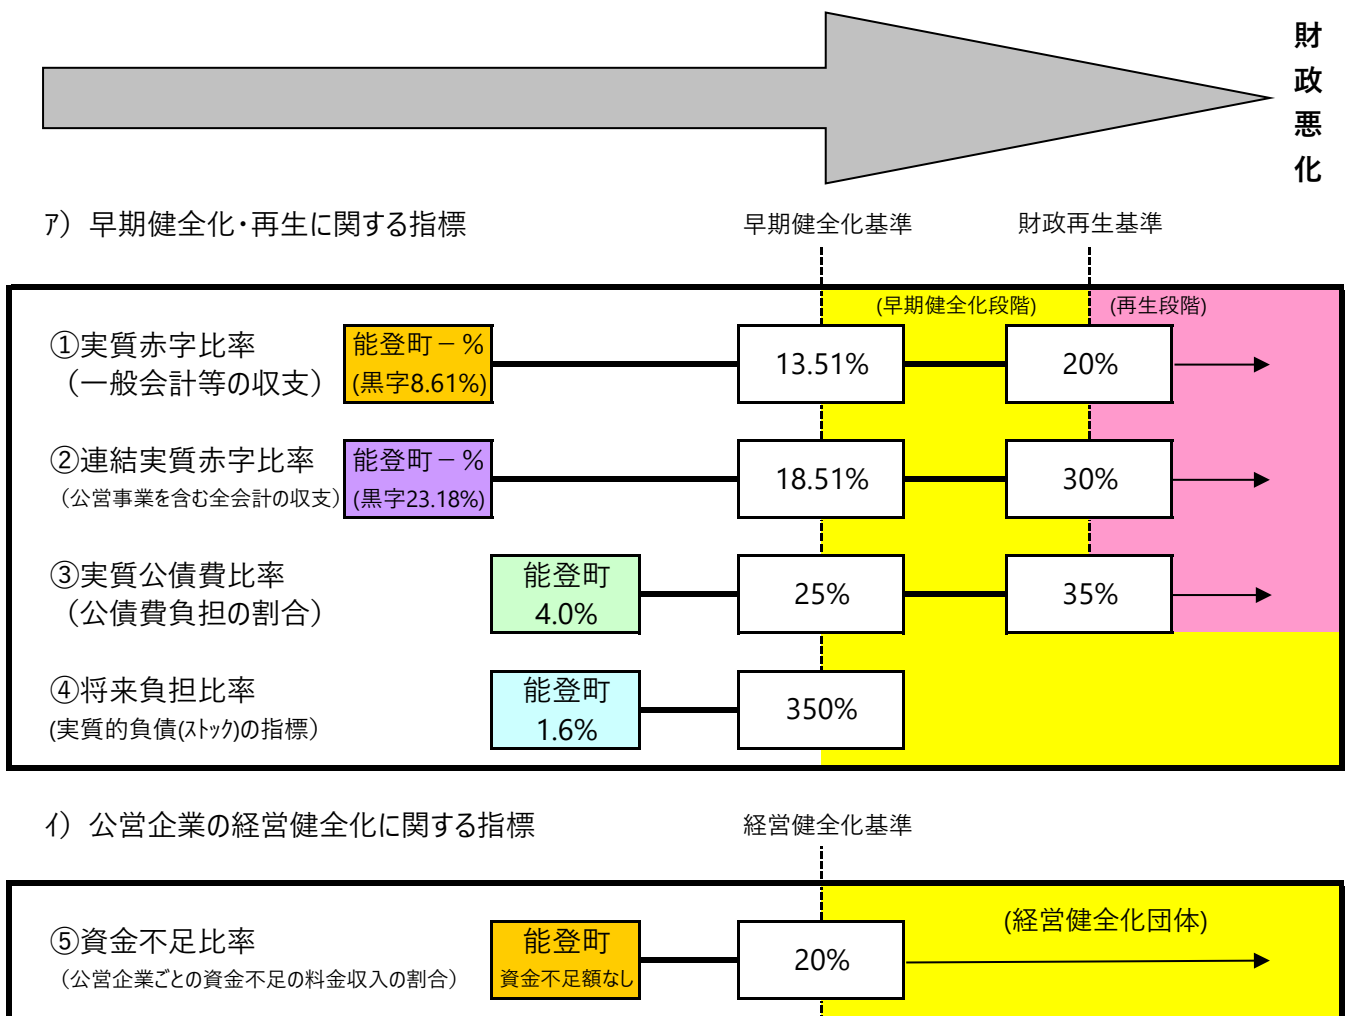 財政悪化
ｱ） 早期健全化・再生に関する指標
早期健全化基準
財政再生基準
(早期健全化段階)
(再生段階)
①実質赤字比率
（一般会計等の収支）
能登町－％
(黒字8.61%)
13.51%
20%
②連結実質赤字比率
（公営事業を含む全会計の収支）
能登町－％
(黒字23.18%)
18.51%
30%
③実質公債費比率
（公債費負担の割合）
能登町
4.0%
25%
35%
④将来負担比率
(実質的負債(ｽﾄｯｸ)の指標）
能登町
1.6%
350%
ｲ） 公営企業の経営健全化に関する指標
経営健全化基準
(経営健全化団体)
⑤資金不足比率
（公営企業ごとの資金不足の料金収入の割合）
能登町
資金不足額なし
20%